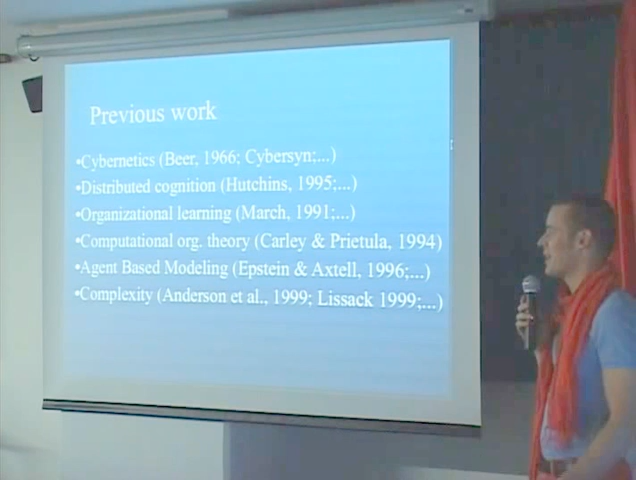 Previous work
•Cybernetics (Beer, 1966; Cybersyn;...)
•Distributed cognition (Hutchins, 1995;...)
•Organizational learning (March, 1991;...)
•Computational org. theory (Carley & Prietula, 1994)
•Agent Based Modeling (Epstein & Axtell, 1996;...)
•Complexity (Anderson et al., 1999; Lissack 1999;...)